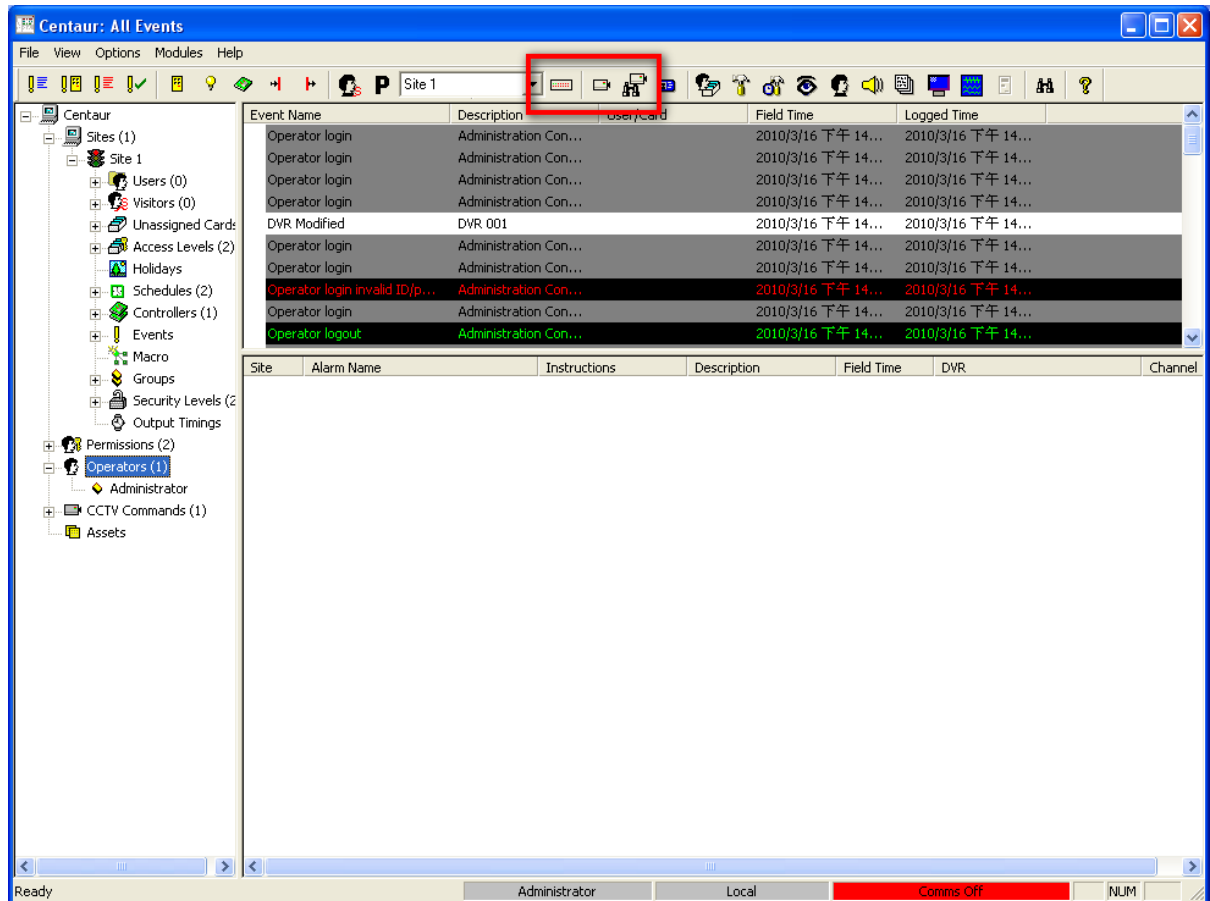 Centaur: All Events
File View Options Modules Help
P Site 1
Centaur
Sites (1)
Site 1
Users (0)
Visitors (0)
Unassigned Cards
Access Levels (2)
Holidays
Schedules (2)
Controllers (1)
Events
Macro
Groups
Security Levels (2
Output Timings
Permissions (2)
Operators (1)
Administrator
CCTV Commands (1)
Assets
Event Name Description User/Card Field Time Logged Time
Operator login Administration Con... 2010/3/16 下午 14... 2010/3/16 下午 14...
Operator login Administration Con... 2010/3/16 下午 14... 2010/3/16 下午 14...
Operator login Administration Con... 2010/3/16 下午 14... 2010/3/16 下午 14...
Operator login Administration Con... 2010/3/16 下午 14... 2010/3/16 下午 14...
DVR Modified DVR 001 2010/3/16 下午 14... 2010/3/16 下午 14...
Operator login Administration Con... 2010/3/16 下午 14... 2010/3/16 下午 14...
Operator login Administration Con... 2010/3/16 下午 14... 2010/3/16 下午 14...
Operator login invalid ID/p... Administration Con... 2010/3/16 下午 14... 2010/3/16 下午 14...
Operator login Administration Con... 2010/3/16 下午 14... 2010/3/16 下午 14...
Operator logout Administration Con... 2010/3/16 下午 14... 2010/3/16 下午 14...
Site Alarm Name Instructions Description Field Time DVR Channel
Ready Administrator Local Comms Off NUM